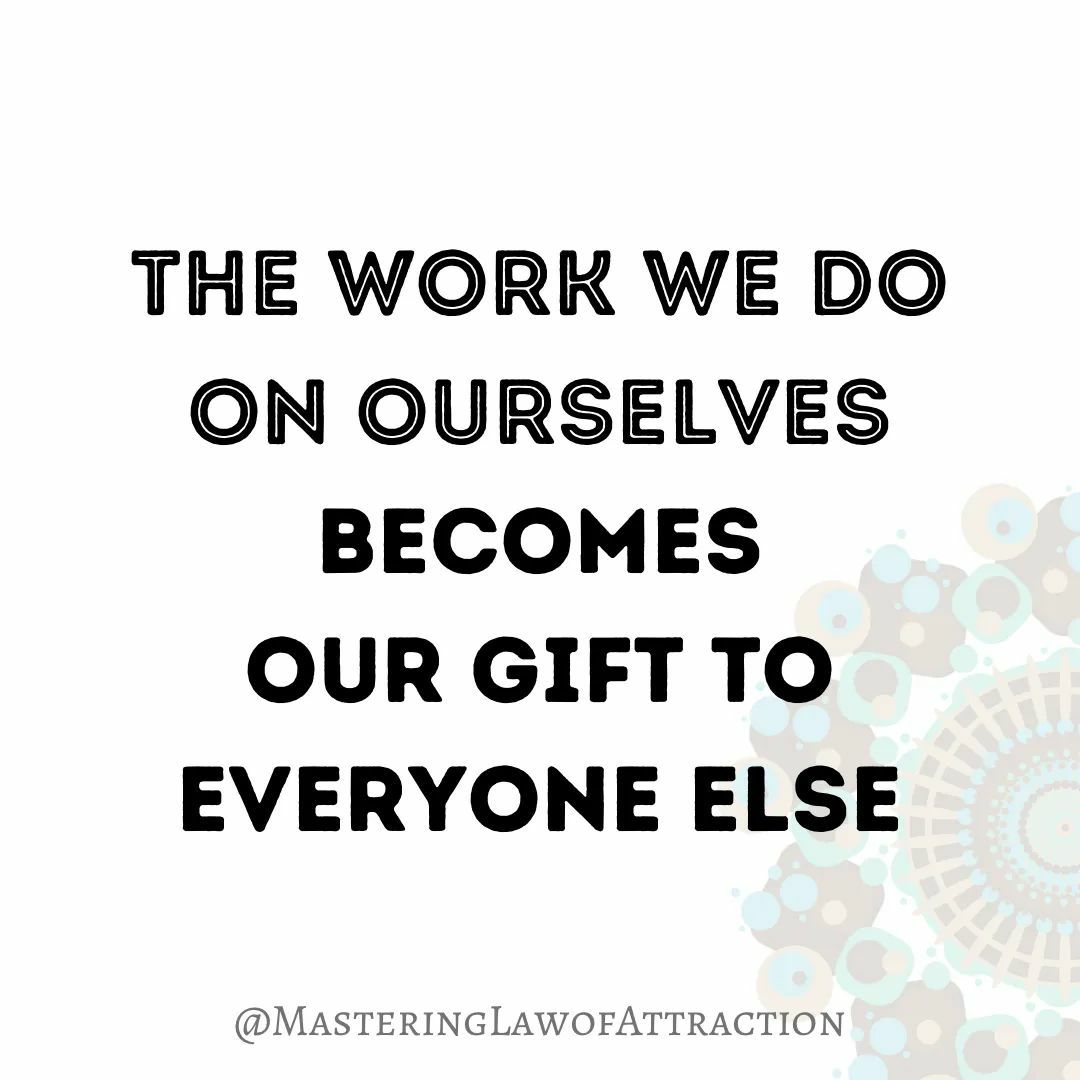 THE WORK WE DO
ON OURSELVES
BECOMES
OUR GIFT TO
EVERYONE ELSE
@MasteringLawofAttraction